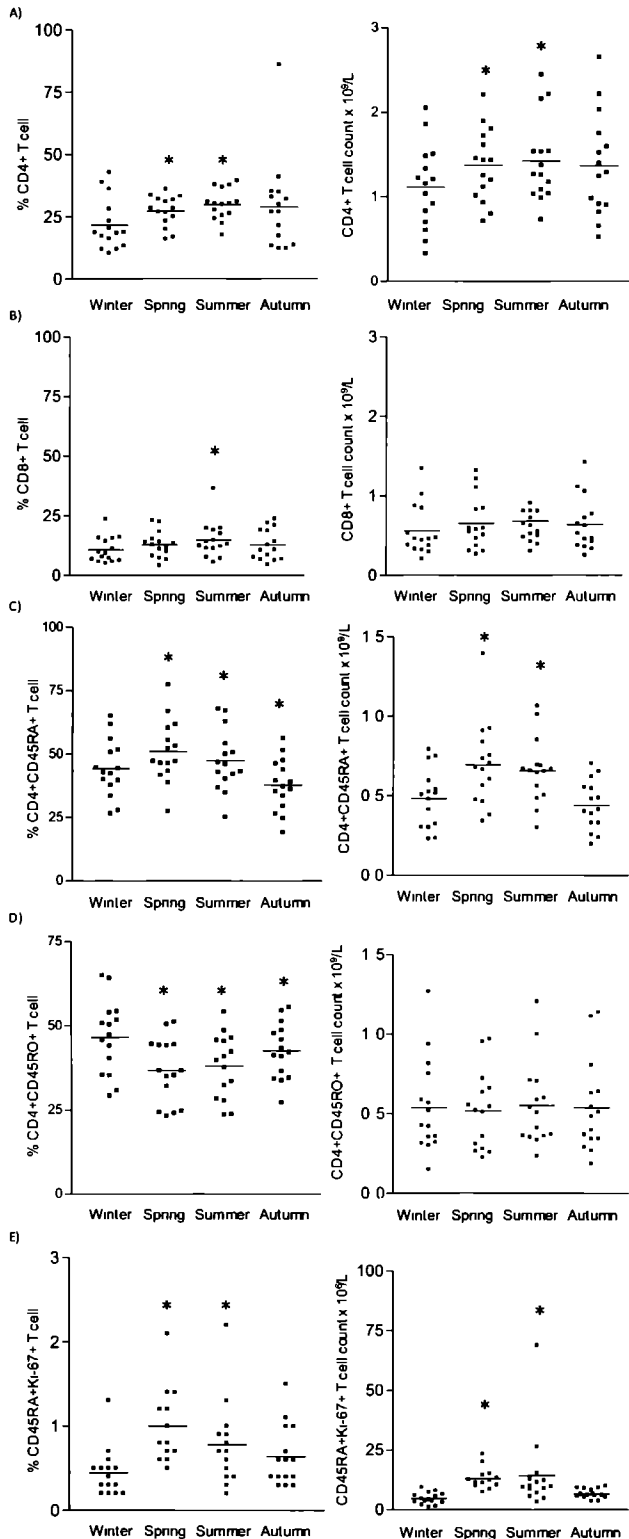 A)
% CD4+ T cell
100
75
50
25
0
*
*
Winter Spring Summer Autumn
CD4+ T cell count x 10⁹/L
3
2
1
0
*
*
Winter Spring Summer Autumn
B)
% CD8+ T cell
100
75
50
25
0
*
Winter Spring Summer Autumn
CD8+ T cell count x 10⁹/L
3
2
1
0
Winter Spring Summer Autumn
C)
% CD4+CD45RA+ T cell
100
75
50
25
0
*
*
*
Winter Spring Summer Autumn
CD4+CD45RA+ T cell count x 10⁹/L
1 5
1 0
0 5
0 0
*
*
Winter Spring Summer Autumn
D)
% CD4+CD45RO+ T cell
75
50
25
0
*
*
*
Winter Spring Summer Autumn
CD4+CD45RO+ T cell count x 10⁹/L
1 5
1 0
0 5
0 0
Winter Spring Summer Autumn
E)
% CD45RA+Ki-67+ T cell
3
2
1
0
*
*
Winter Spring Summer Autumn
CD45RA+Ki-67+ T cell count x 10⁶/L
100
75
50
25
0
*
*
Winter Spring Summer Autumn